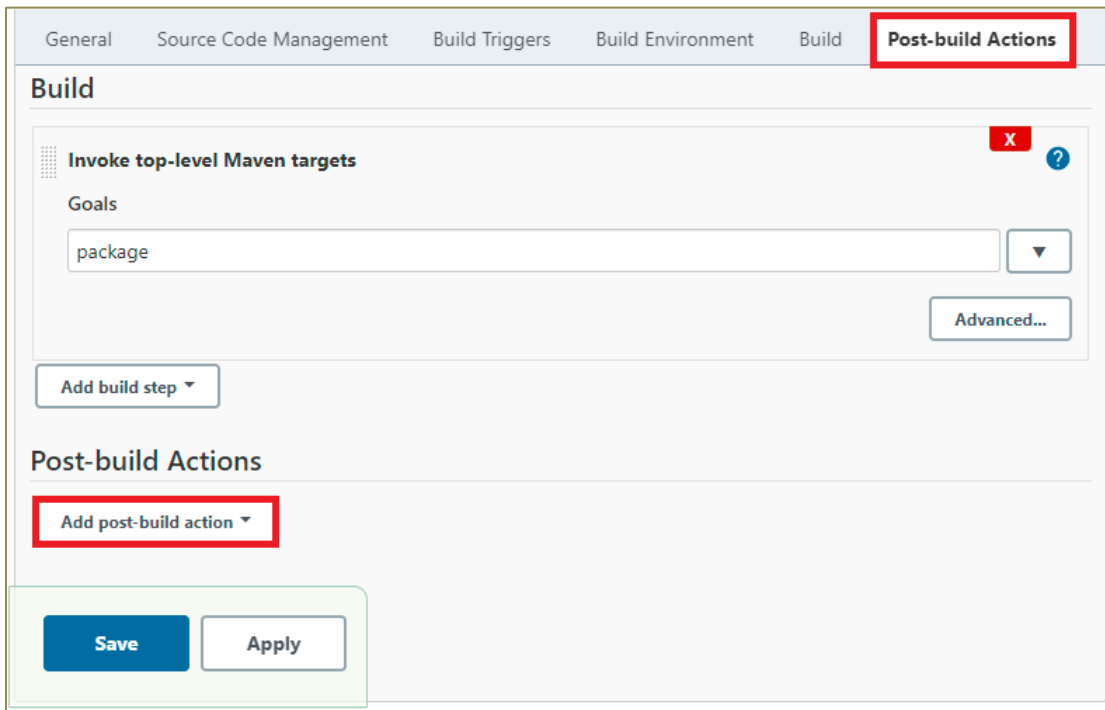 General Source Code Management Build Triggers Build Environment Build Post-build Actions
Build
X
Invoke top-level Maven targets ?
Goals
package ▼
Advanced...
Add build step
Post-build Actions
Add post-build action
Save Apply